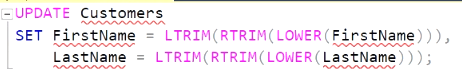 UPDATE Customers
SET FirstName = LTRIM(RTRIM(LOWER(FirstName))),
LastName = LTRIM(RTRIM(LOWER(LastName)));